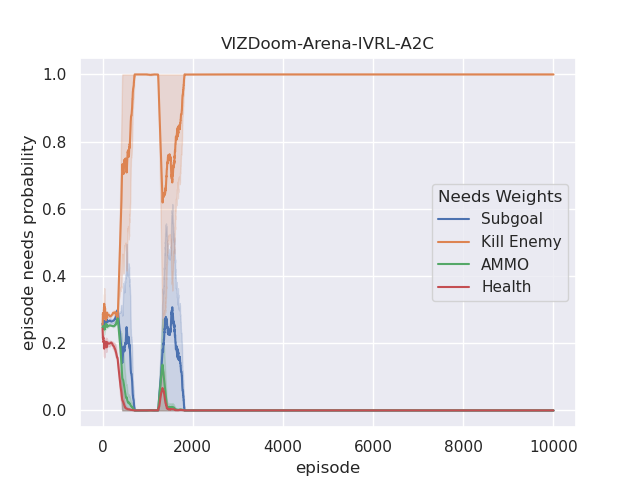 VIZDoom-Arena-IVRL-A2C
episode needs probability
1.0
0.8
0.6
0.4
0.2
0.0
Needs Weights
Subgoal
Kill Enemy
AMMO
Health
0 2000 4000 6000 8000 10000
episode